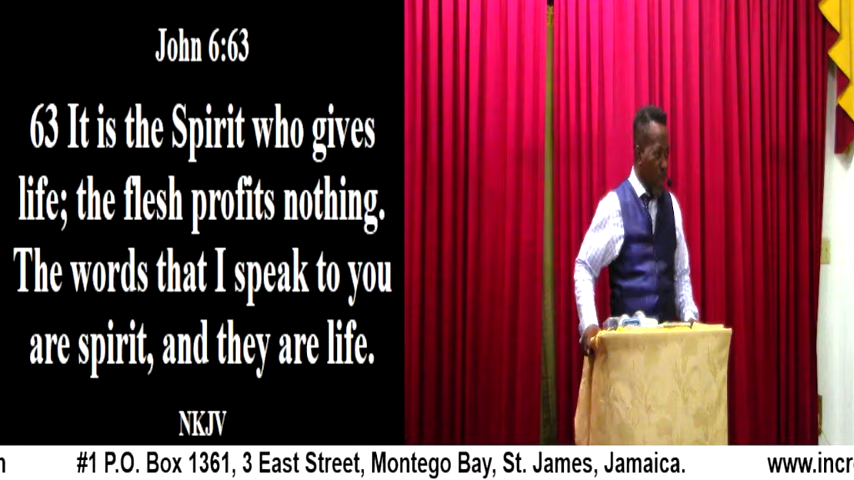 John 6:63
63 It is the Spirit who gives
life; the flesh profits nothing.
The words that I speak to you
are spirit, and they are life.
NKJV
#1 P.O. Box 1361, 3 East Street, Montego Bay, St. James, Jamaica.